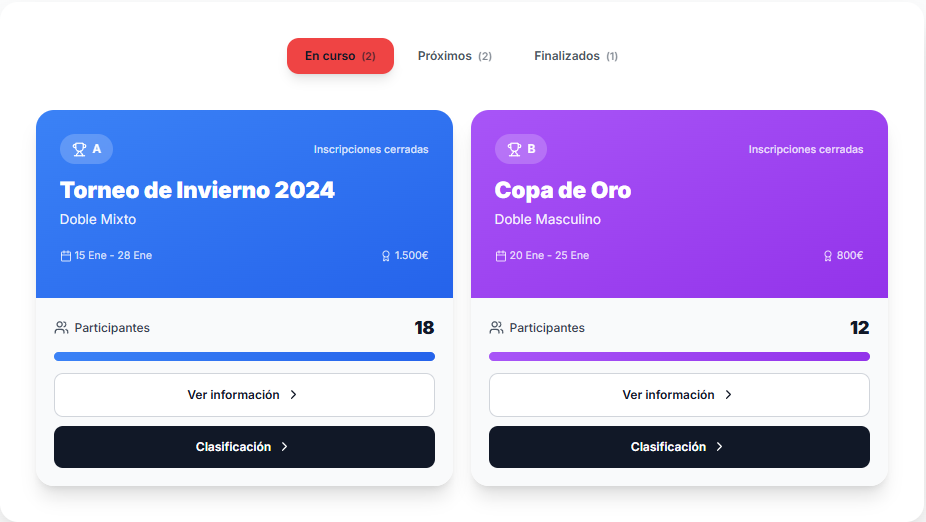 En curso (2) Próximos (2) Finalizados (1)
A Inscripciones cerradas
Torneo de Invierno 2024
Doble Mixto
15 Ene - 28 Ene 1.500€
Participantes 18
Ver información
Clasificación
B Inscripciones cerradas
Copa de Oro
Doble Masculino
20 Ene - 25 Ene 800€
Participantes 12
Ver información
Clasificación